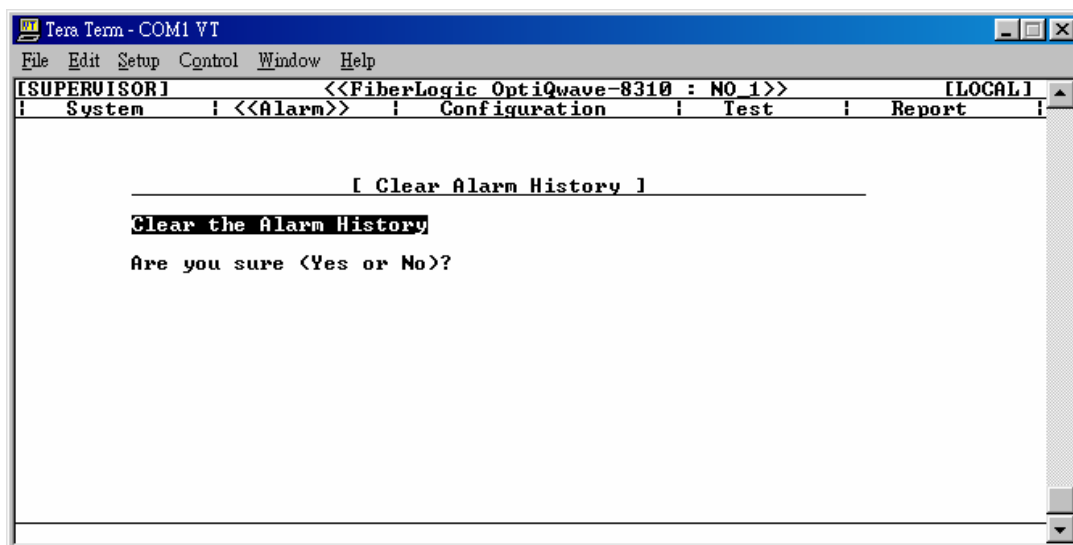 Tera Term - COM1 VT
File Edit Setup Control Window Help
[SUPERVISOR] <<FiberLogic OptiQwave-8310 : NO_1>> [LOCAL]
¦ System ¦ <<Alarm>> ¦ Configuration ¦ Test ¦ Report ¦
[ Clear Alarm History ]
Clear the Alarm History
Are you sure (Yes or No)?